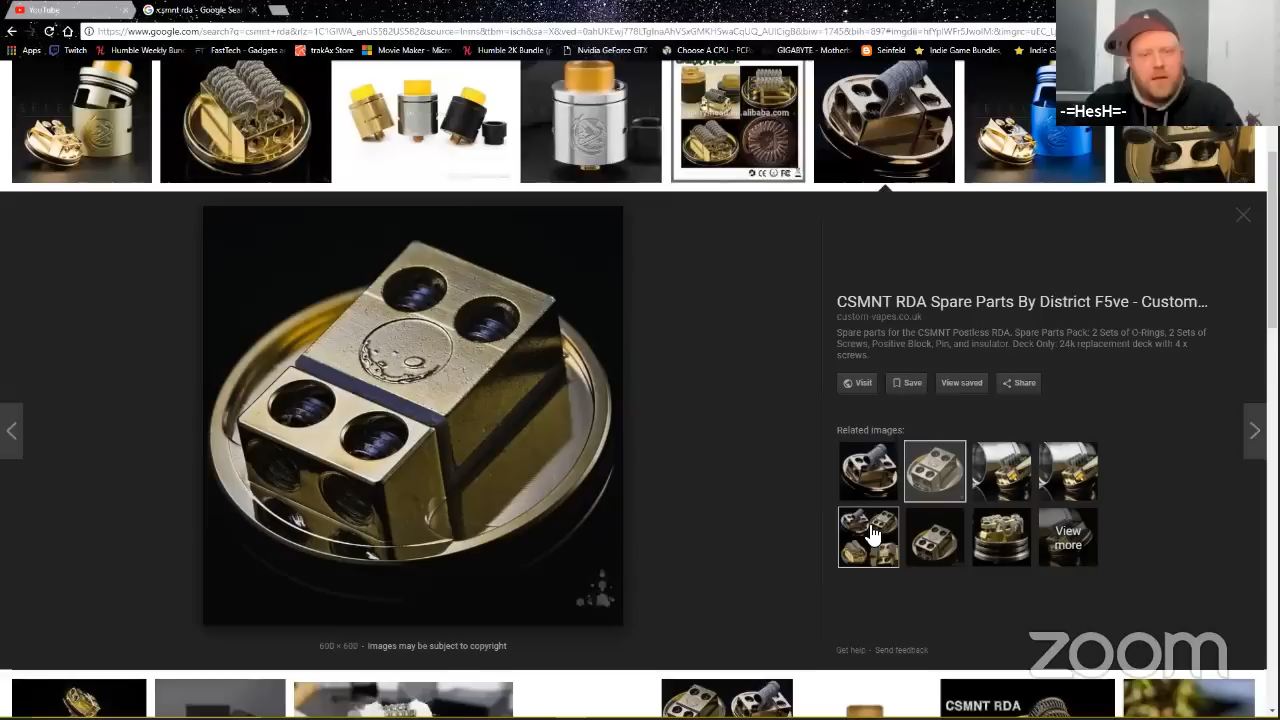 YouTube
csmnt rda - Google Sea
Apps
Twitch
Humble Weekly Bun
FastTech - Gadgets a
trakAxe Store
Movie Maker - Micro
Humble 2K Bundle (p
Nvidia GeForce GTX
Choose A CPU - PCP
GIGABYTE - Motherb
Seinfeld
Indie Game Bundles,
Indie Ga
-=HesH=-
CSMNT RDA Spare Parts By District F5ve - Custom...
custom-vapes.co.uk
Spare parts for the CSMNT Postless RDA. Spare Parts Pack: 2 Sets of O-Rings, 2 Sets of
Screws, Positive Block, Pin, and insulator. Deck Only: 24k replacement deck with 4 x
screws.
Visit
Save
View saved
Share
Related images:
View
more
600 × 600 - Images may be subject to copyright
Get help - Send feedback
zoom
CSMNT RDA